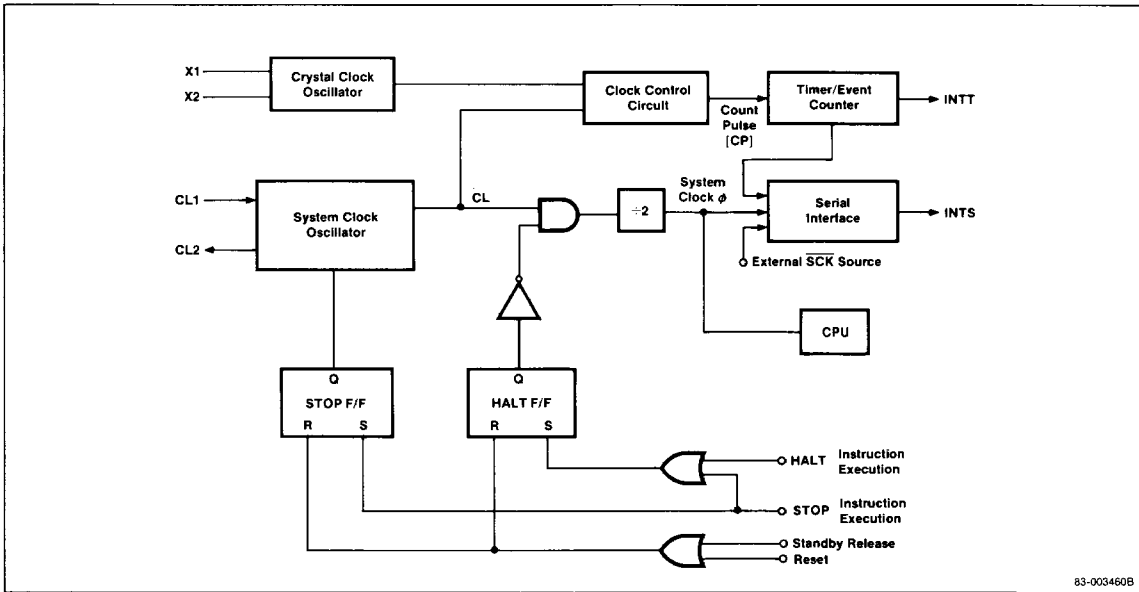 X1
X2
Crystal Clock
Oscillator
Clock Control
Circuit
Count
Pulse
[CP]
Timer/Event
Counter
INTT
CL1
CL2
System Clock
Oscillator
CL
÷2
System
Clock ϕ
Serial
Interface
INTS
External S̅C̅K̅ Source
CPU
Q
STOP F/F
R S
Q
HALT F/F
R S
HALT Instruction
Execution
STOP Instruction
Execution
Standby Release
Reset
83-003460B